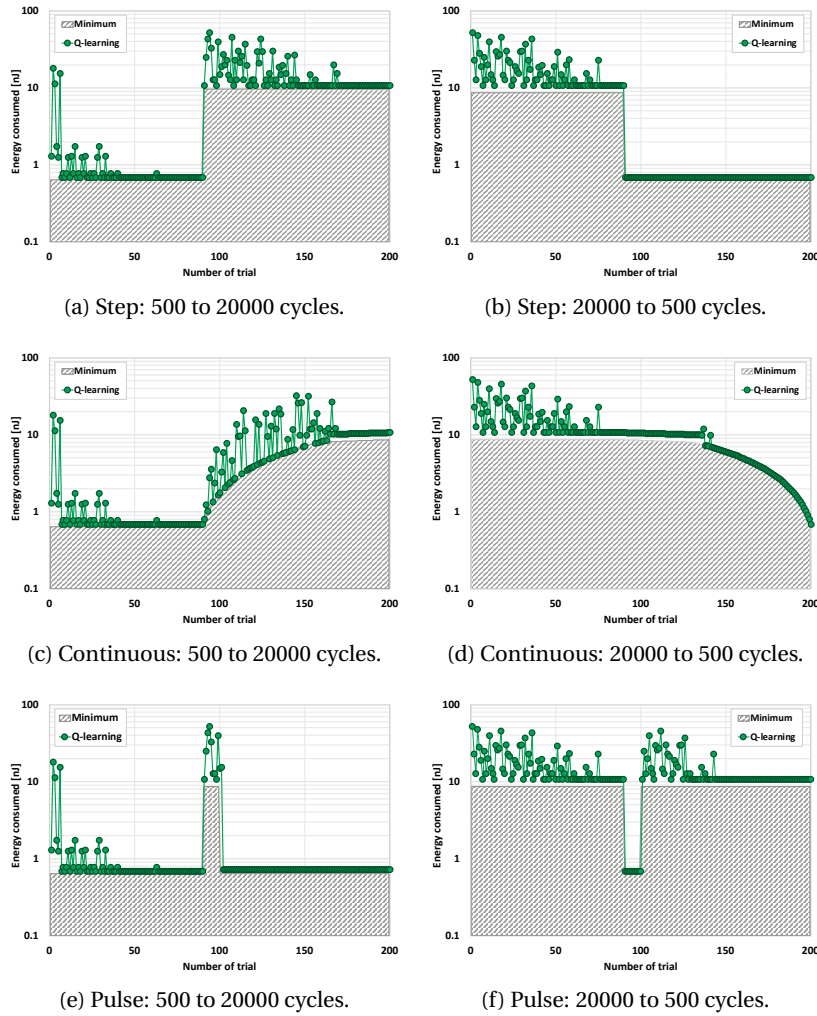 100
10
1
0.1
Energy consumed [nJ]
Minimum
Q-learning
0
50
100
150
200
Number of trial
(a) Step: 500 to 20000 cycles.
100
10
1
0.1
Energy consumed [nJ]
Minimum
Q-learning
0
50
100
150
200
Number of trial
(b) Step: 20000 to 500 cycles.
100
10
1
0.1
Energy consumed [nJ]
Minimum
Q-learning
0
50
100
150
200
Number of trial
(c) Continuous: 500 to 20000 cycles.
100
10
1
0.1
Energy consumed [nJ]
Minimum
Q-learning
0
50
100
150
200
Number of trial
(d) Continuous: 20000 to 500 cycles.
100
10
1
0.1
Energy consumed [nJ]
Minimum
Q-learning
0
50
100
150
200
Number of trial
(e) Pulse: 500 to 20000 cycles.
100
10
1
0.1
Energy consumed [nJ]
Minimum
Q-learning
0
50
100
150
200
Number of trial
(f) Pulse: 20000 to 500 cycles.